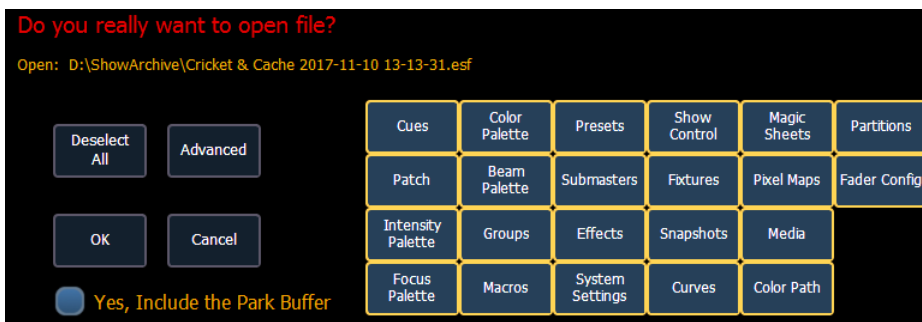 Do you really want to open file?
Open: D:\ShowArchive\Cricket & Cache 2017-11-10 13-13-31.esf
Deselect
All
Advanced
OK
Cancel
Yes, Include the Park Buffer
Cues
Color
Palette
Presets
Show
Control
Magic
Sheets
Partitions
Patch
Beam
Palette
Submasters
Fixtures
Pixel Maps
Fader Config
Intensity
Palette
Groups
Effects
Snapshots
Media
Focus
Palette
Macros
System
Settings
Curves
Color Path